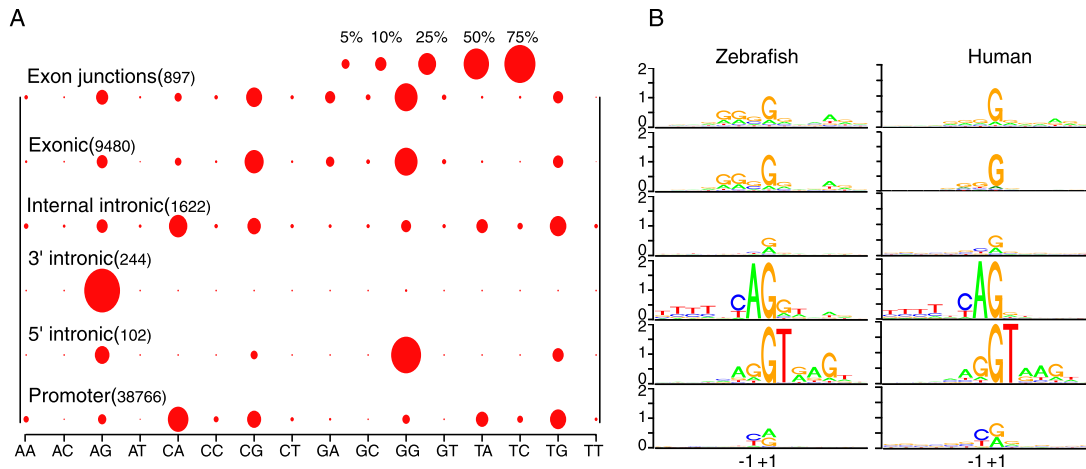 A
B
5% 10% 25% 50% 75%
Zebrafish
Human
Exon junctions(897)
Exonic(9480)
Internal intronic(1622)
3' intronic(244)
5' intronic(102)
Promoter(38766)
AA AC AG AT CA CC CG CT GA GC GG GT TA TC TG TT
2
1
0
2
1
0
2
1
0
2
1
0
2
1
0
2
1
0
-1 +1
-1 +1